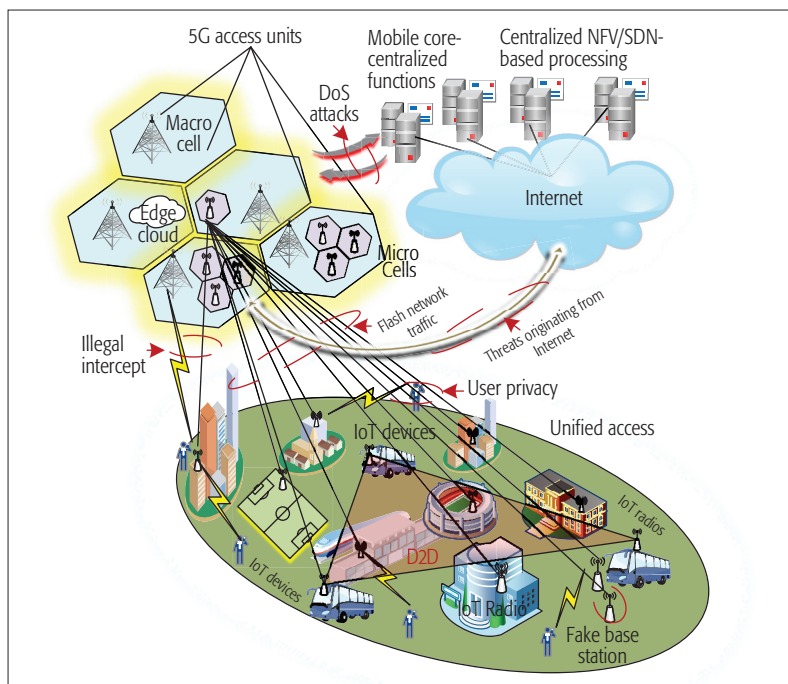 5G access units
Mobile core-
centralized
functions
Centralized NFV/SDN-
based processing
DoS
attacks
Macro
cell
Edge
cloud
Internet
Micro
Cells
Flash network
traffic
Threats originating from
Internet
Illegal
intercept
User privacy
IoT devices
Unified access
IoT radios
D2D
IoT devices
IoT Radio
Fake base
station